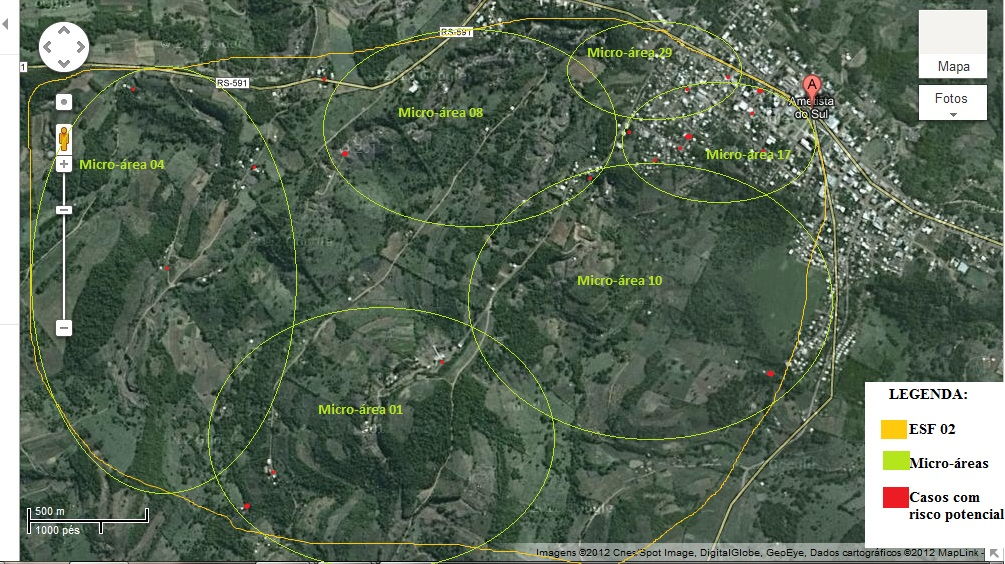 RS-591
Micro-área 29
Mapa
1
RS-591
Fotos
A
Ametista
do Sul
Micro-área 08
Micro-área 04
Micro-área 17
Micro-área 10
Micro-área 01
LEGENDA:
ESF 02
Micro-áreas
Casos com
risco potencial
500 m
1000 pés
Imagens ©2012 Cnes/Spot Image, DigitalGlobe, GeoEye, Dados cartográficos ©2012 MapLink -